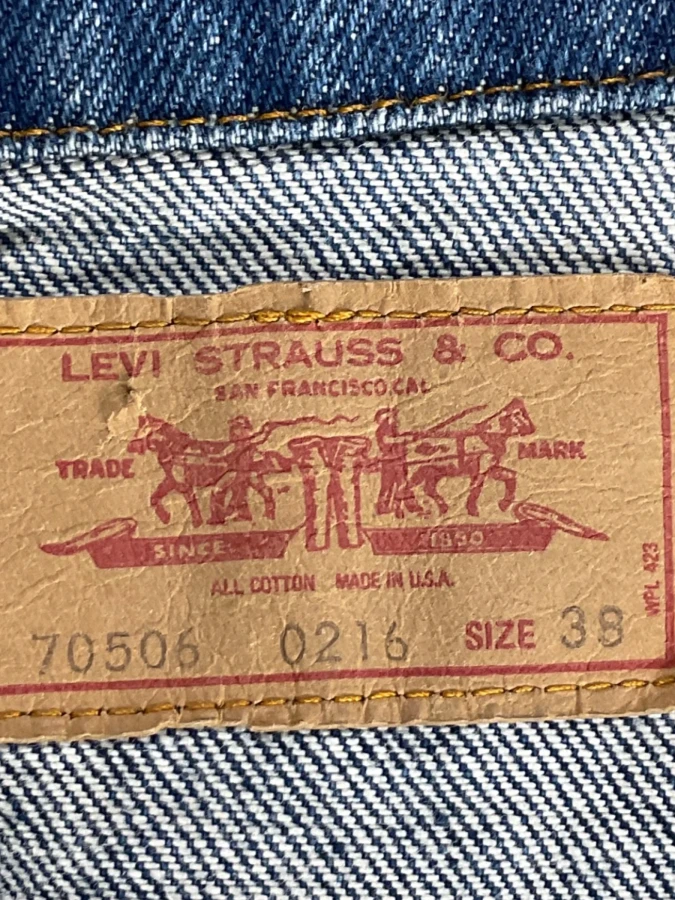 LEVI STRAUSS & CO.
SAN FRANCISCO, CAL
TRADE MARK
SINCE 1850
ALL COTTON MADE IN U.S.A.
WPL 423
70506 0216 SIZE 38